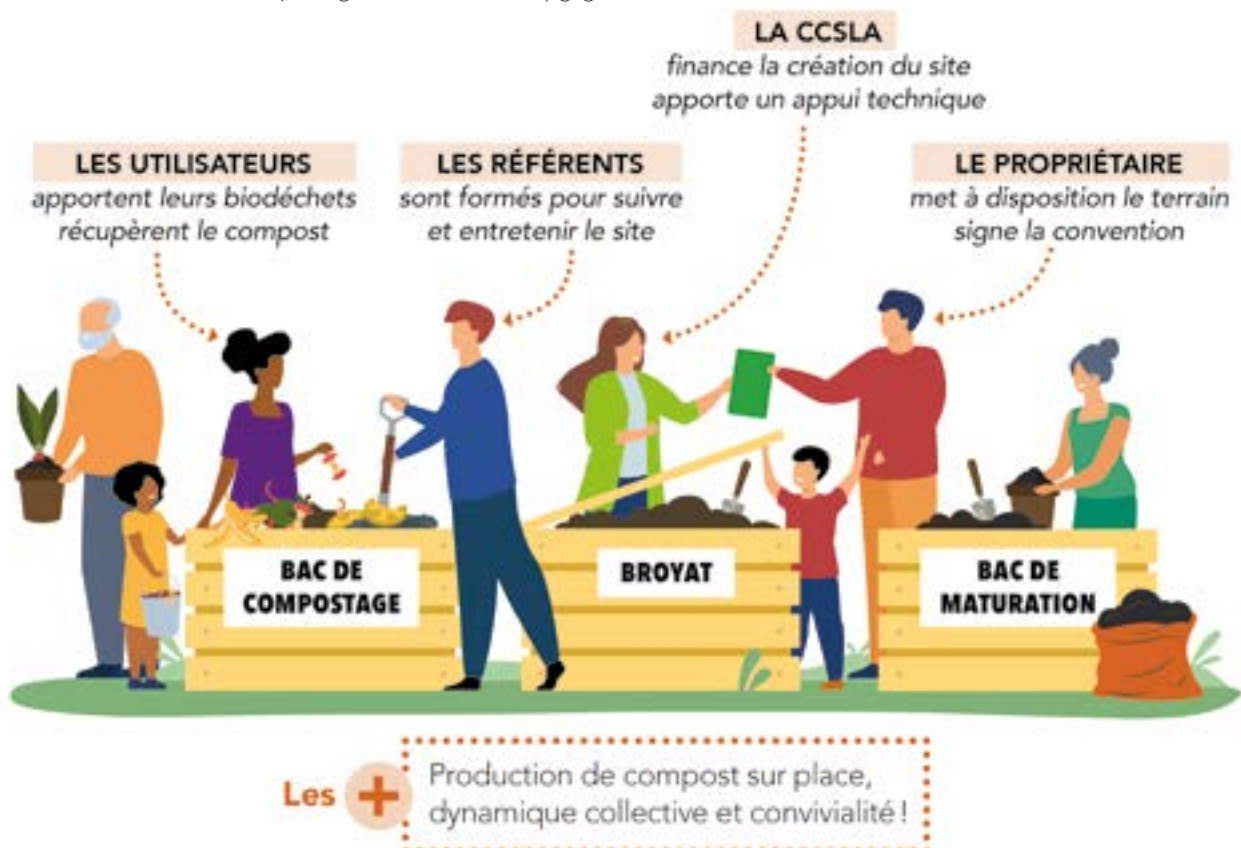 LA CCSLA
finance la création du site
apporte un appui technique
LES UTILISATEURS
apportent leurs biodéchets
récupèrent le compost
LES RÉFÉRENTS
sont formés pour suivre
et entretenir le site
LE PROPRIÉTAIRE
met à disposition le terrain
signe la convention
BAC DE
COMPOSTAGE
BROYAT
BAC DE
MATURATION
Les +
Production de compost sur place,
dynamique collective et convivialité !